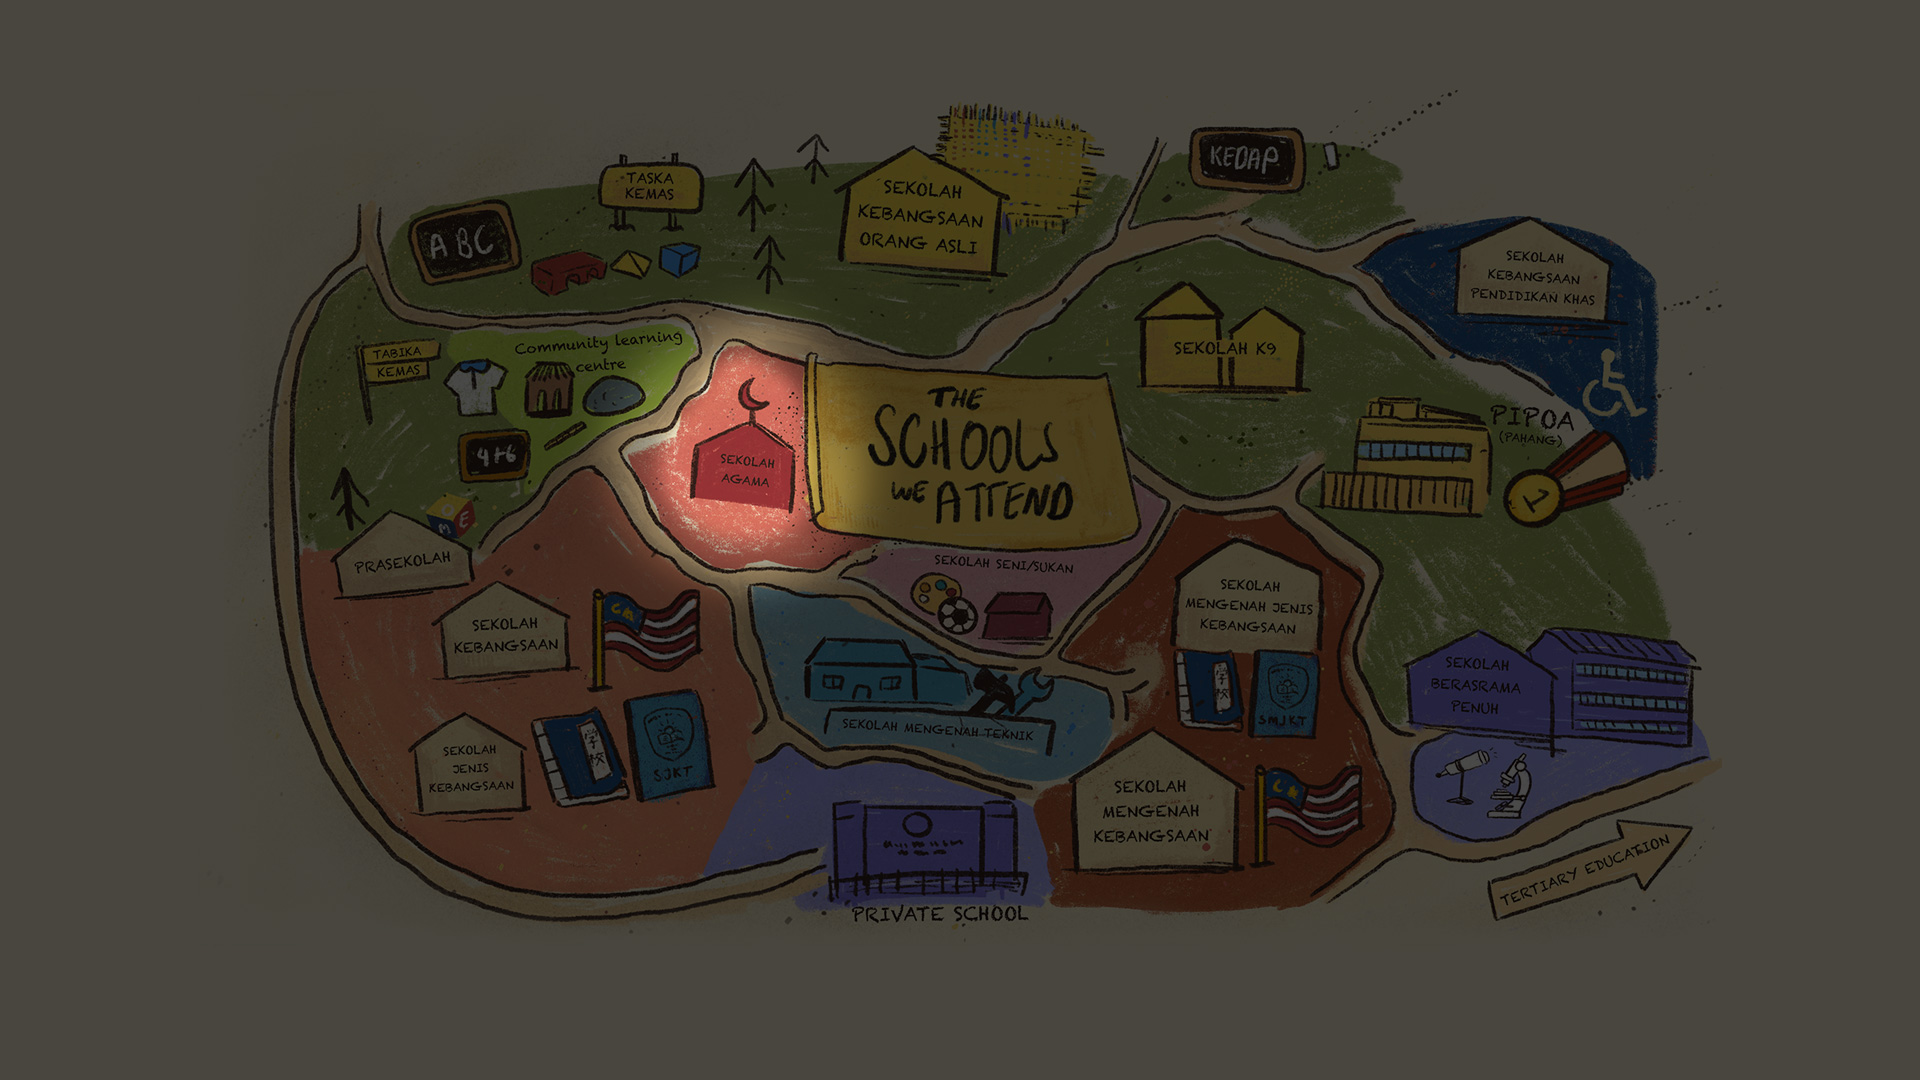 KEDAP
TASKA
KEMAS
SEKOLAH
KEBANGSAAN
ORANG ASLI
ABC
SEKOLAH
KEBANGSAAN
PENDIDIKAN KHAS
TABIKA
KEMAS
Community learning
centre
SEKOLAH K9
THE
SCHOOLS
WE ATTEND
SEKOLAH
AGAMA
PIPOA
(PAHANG)
4+6
1
PRASEKOLAH
SEKOLAH SENI/SUKAN
SEKOLAH
MENGENAH JENIS
KEBANGSAAN
SEKOLAH
KEBANGSAAN
SEKOLAH
BERASRAMA
PENUH
学校
SMJKT
SEKOLAH MENGENAH TEKNIK
SEKOLAH
JENIS
KEBANGSAAN
学校
SJKT
SEKOLAH
MENGENAH
KEBANGSAAN
TERTIARY EDUCATION
PRIVATE SCHOOL